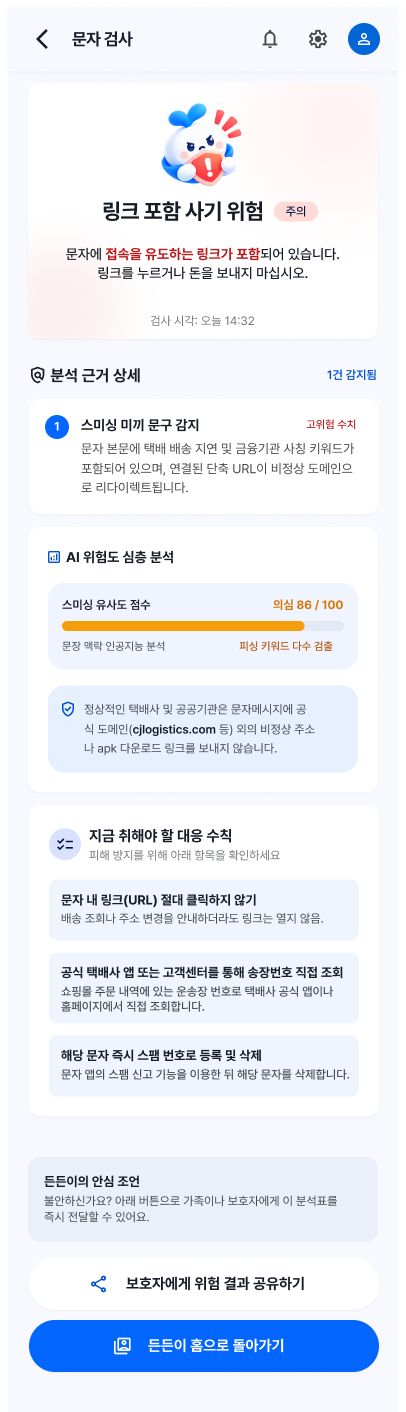 문자 검사
링크 포함 사기 위험 주의
문자에 접속을 유도하는 링크가 포함되어 있습니다.
링크를 누르거나 돈을 보내지 마십시오.
검사 시각: 오늘 14:32
분석 근거 상세 1건 감지됨
1 스미싱 미끼 문구 감지 고위험 수치
문자 본문에 택배 배송 지연 및 금융기관 사칭 키워드가
포함되어 있으며, 연결된 단축 URL이 비정상 도메인으
로 리다이렉트됩니다.
AI 위험도 심층 분석
스미싱 유사도 점수 의심 86 / 100
문장 맥락 인공지능 분석 피싱 키워드 다수 검출
정상적인 택배사 및 공공기관은 문자메시지에 공
식 도메인(cjlogistics.com 등) 외의 비정상 주소
나 apk 다운로드 링크를 보내지 않습니다.
지금 취해야 할 대응 수칙
피해 방지를 위해 아래 항목을 확인하세요
문자 내 링크(URL) 절대 클릭하지 않기
배송 조회나 주소 변경을 안내하더라도 링크는 열지 않음.
공식 택배사 앱 또는 고객센터를 통해 송장번호 직접 조회
쇼핑몰 주문 내역에 있는 운송장 번호로 택배사 공식 앱이나
홈페이지에서 직접 조회합니다.
해당 문자 즉시 스팸 번호로 등록 및 삭제
문자 앱의 스팸 신고 기능을 이용한 뒤 해당 문자를 삭제합니다.
든든이의 안심 조언
불안하신가요? 아래 버튼으로 가족이나 보호자에게 이 분석표를
즉시 전달할 수 있어요.
보호자에게 위험 결과 공유하기
든든이 홈으로 돌아가기